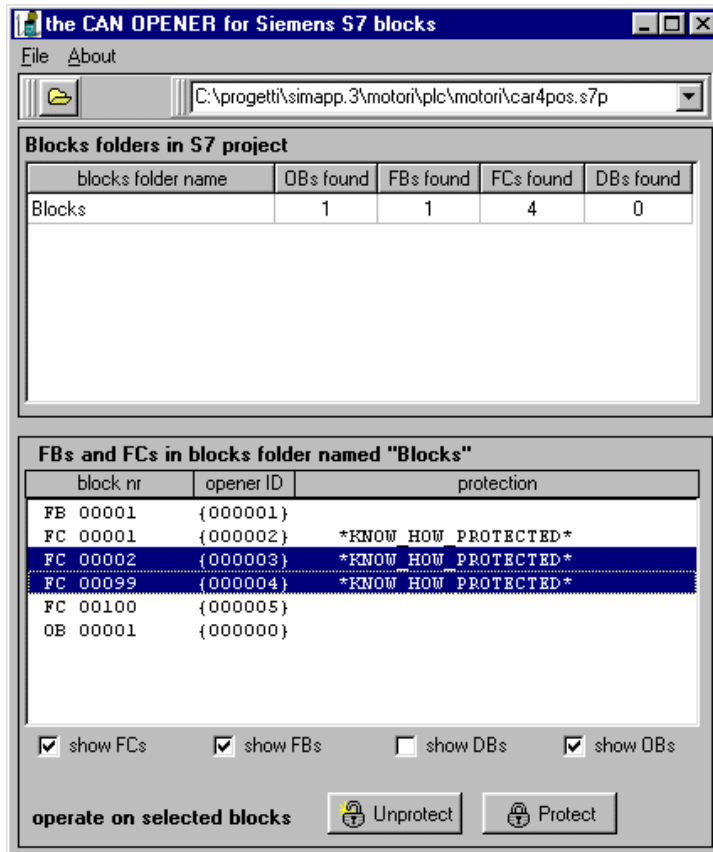 the CAN OPENER for Siemens S7 blocks
File About
C:\progetti\simapp.3\motori\plc\motori\car4pos.s7p
Blocks folders in S7 project
blocks folder name OBs found FBs found FCs found DBs found
Blocks 1 1 4 0
FBs and FCs in blocks folder named "Blocks"
block nr opener ID protection
FB 00001 {000001}
FC 00001 {000002} *KNOW_HOW_PROTECTED*
FC 00002 {000003} *KNOW_HOW_PROTECTED*
FC 00099 {000004} *KNOW_HOW_PROTECTED*
FC 00100 {000005}
OB 00001 {000000}
show FCs show FBs show DBs show OBs
operate on selected blocks Unprotect Protect